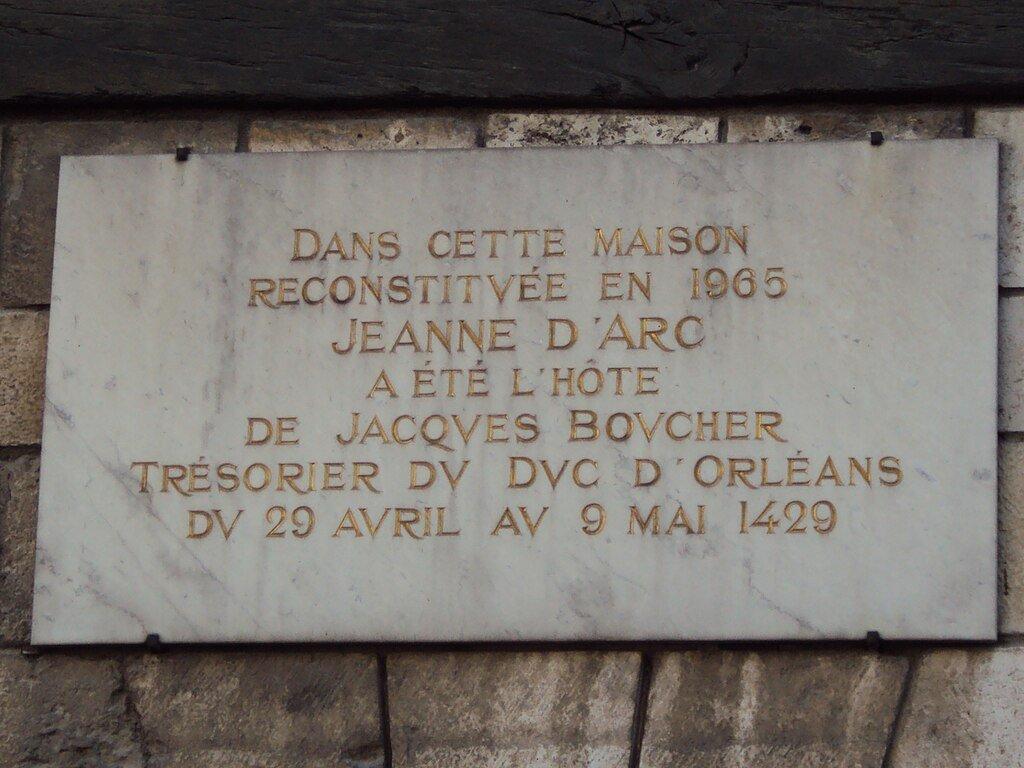 DANS CETTE MAISON
RECONSTITVÉE EN 1965
JEANNE D'ARC
A ÉTÉ L'HÔTE
DE JACQVES BOVCHER
TRÉSORIER DV DVC D'ORLÉANS
DV 29 AVRIL AV 9 MAI 1429